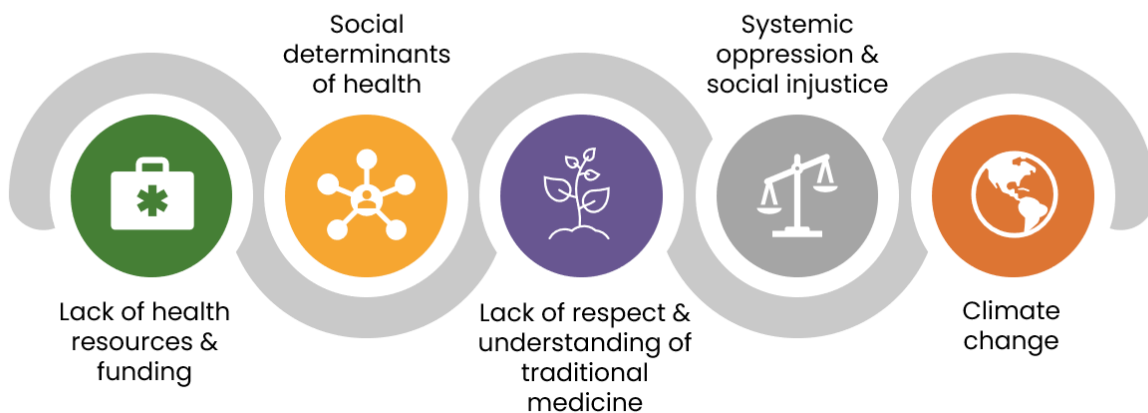 Social
determinants
of health
Systemic
oppression &
social injustice
Lack of health
resources &
funding
Lack of respect &
understanding of
traditional
medicine
Climate
change